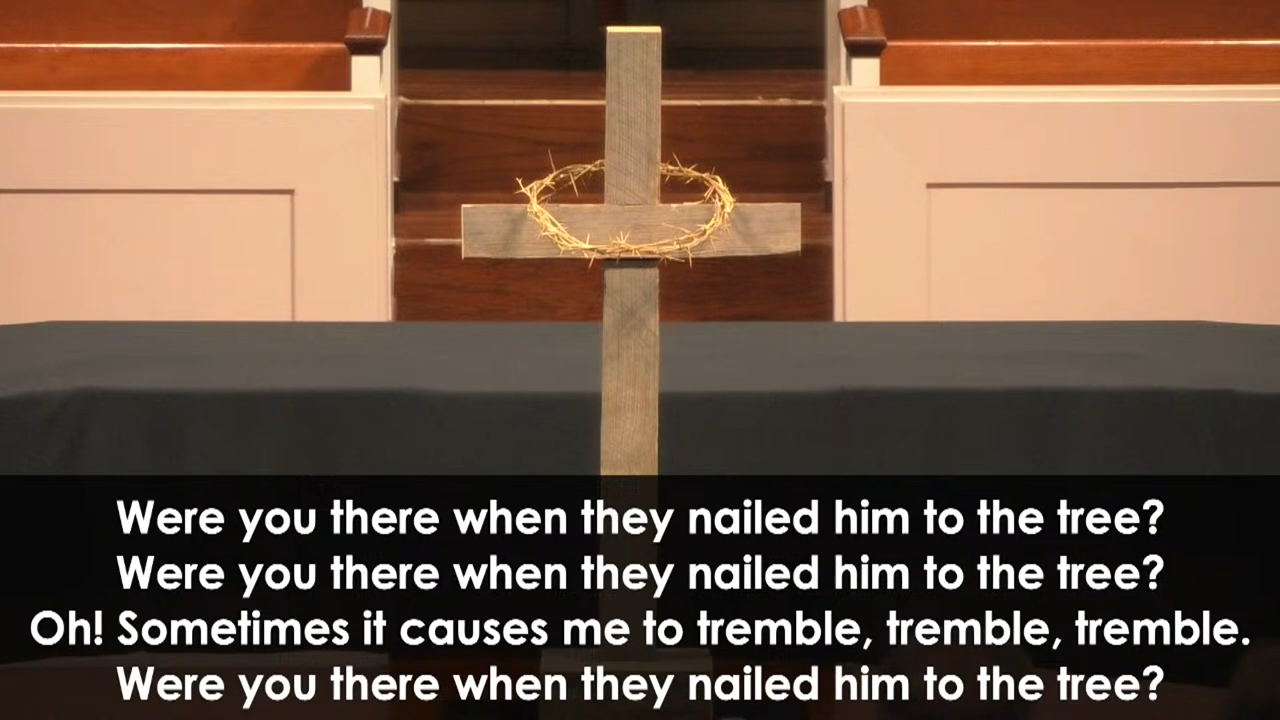 Were you there when they nailed him to the tree?
Were you there when they nailed him to the tree?
Oh! Sometimes it causes me to tremble, tremble, tremble.
Were you there when they nailed him to the tree?